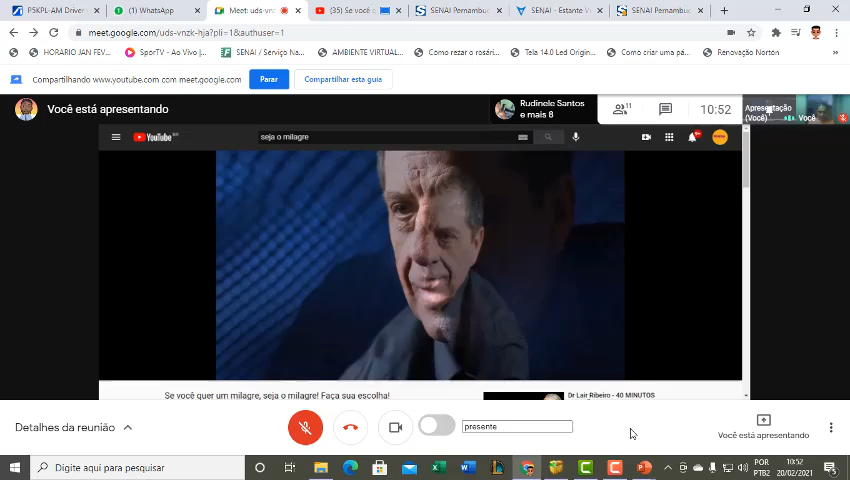 P5KPL-AM Driver
(1) WhatsApp
Meet: uds-vnz
(35) Se você
SENAI Pernambuc
SENAI - Estante V
SENAI Pernambuc
meet.google.com/uds-vnzk-hja?pli=1&authuser=1
HORARIO JAN FEV...
SporTV - Ao Vivo |...
SENAI / Serviço Na...
AMBIENTE VIRTUAL...
Como rezar o rosári...
Tela 14.0 Led Origin...
Como criar uma pá...
Renovação Norton
Compartilhando www.youtube.com com meet.google.com
Parar
Compartilhar esta guia
Você está apresentando
Rudinele Santos
e mais 8
11
10:52
Apresentação
(Você)
Você
YouTube BR
seja o milagre
9+
Se você quer um milagre, seja o milagre! Faça sua escolha!
Dr Lair Ribeiro - 40 MINUTOS
Detalhes da reunião
presente
Você está apresentando
Digite aqui para pesquisar
POR
PTB2
10:52
20/02/2021